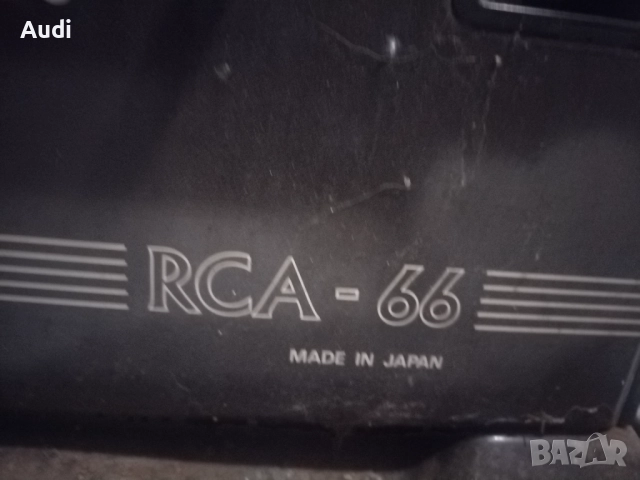 Audi
RCA - 66
MADE IN JAPAN
BAZAR